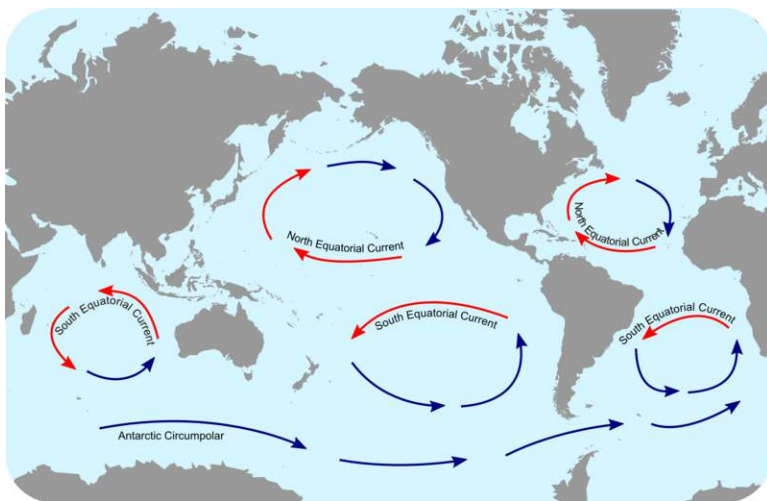 North Equatorial Current
North Equatorial Current
South Equatorial Current
South Equatorial Current
South Equatorial Current
Antarctic Circumpolar